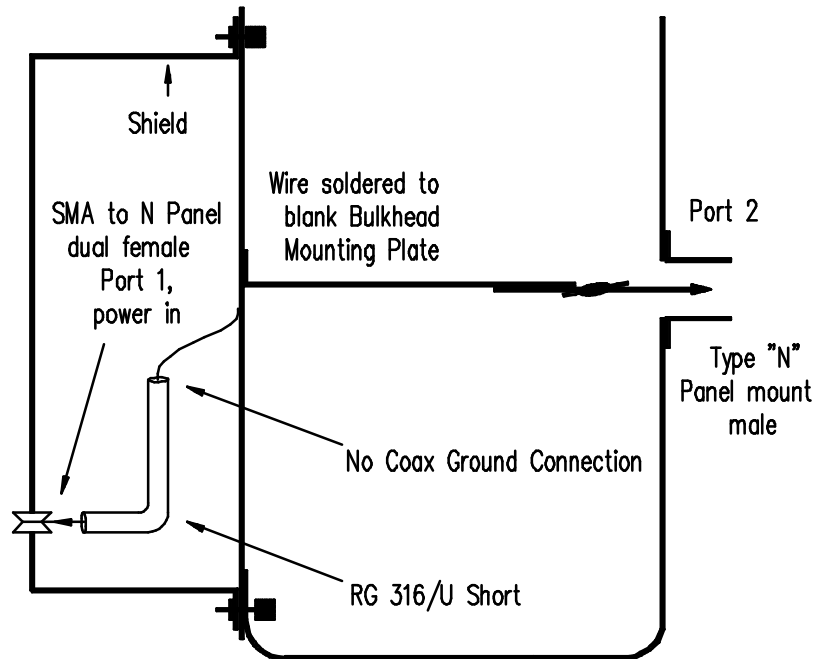 Shield
Wire soldered to
blank Bulkhead
Mounting Plate
SMA to N Panel
dual female
Port 1,
power in
Port 2
Type "N"
Panel mount
male
No Coax Ground Connection
RG 316/U Short